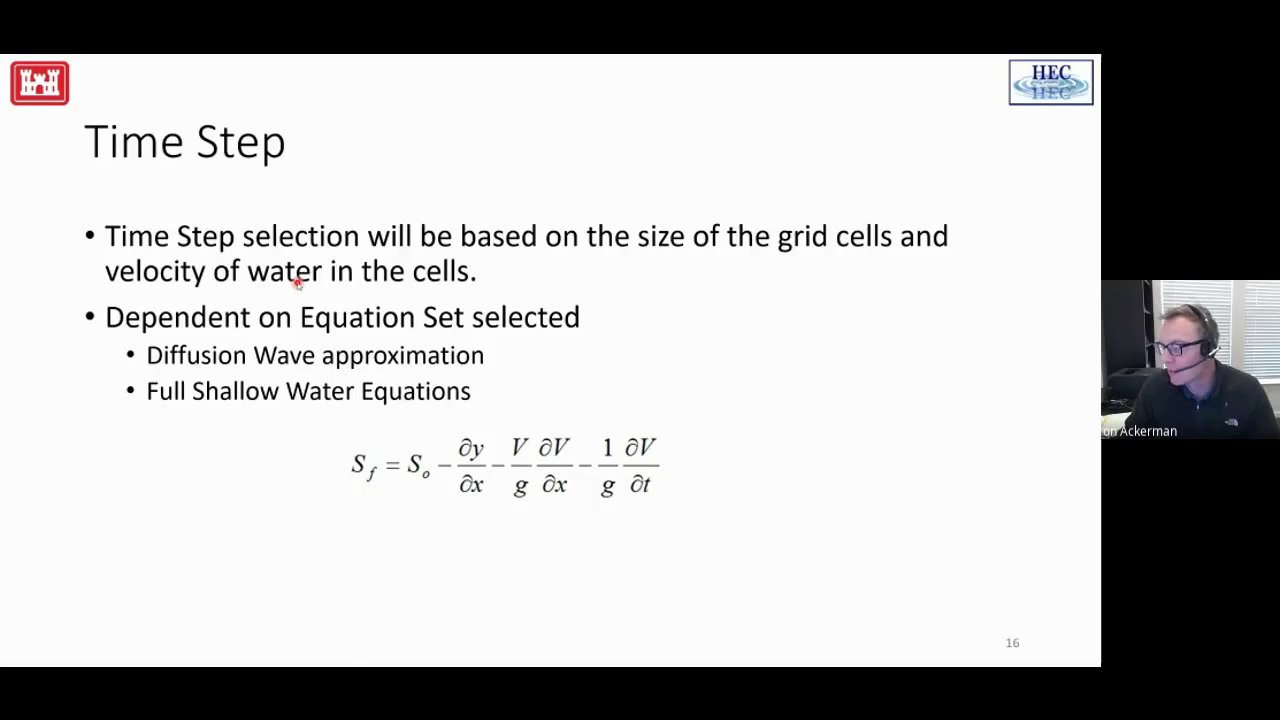 HEC
HEC
Time Step
• Time Step selection will be based on the size of the grid cells and
velocity of water in the cells.
• Dependent on Equation Set selected
• Diffusion Wave approximation
• Full Shallow Water Equations
S_f = S_o − ∂y/∂x − V/g ∂V/∂x − 1/g ∂V/∂t
on Ackerman
16